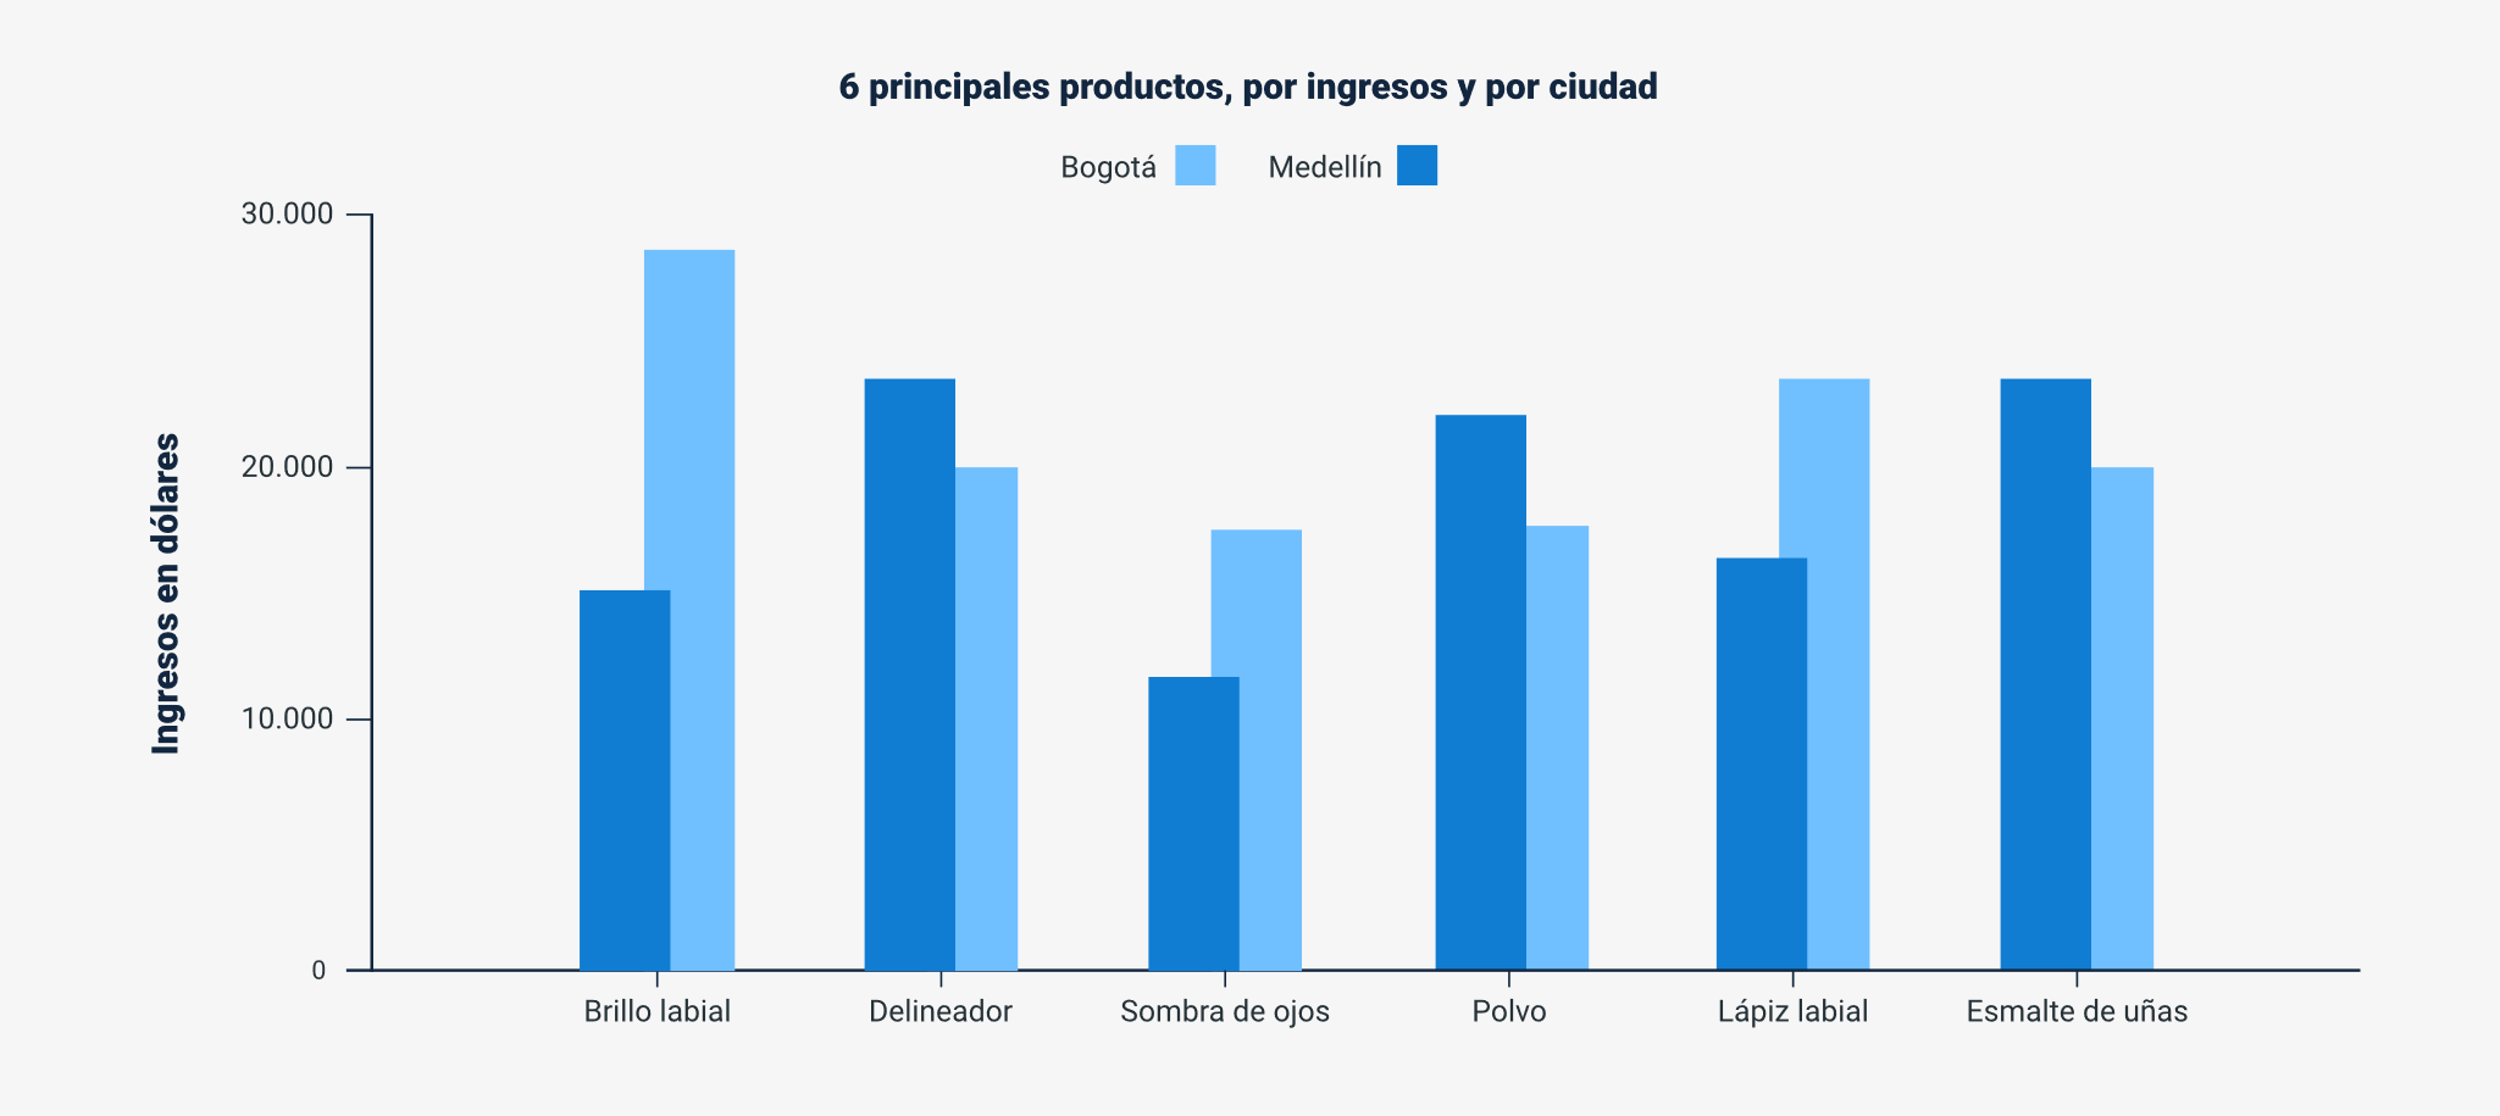 6 principales productos, por ingresos y por ciudad
Bogotá Medellín
Ingresos en dólares
30.000
20.000
10.000
0
Brillo labial Delineador Sombra de ojos Polvo Lápiz labial Esmalte de uñas